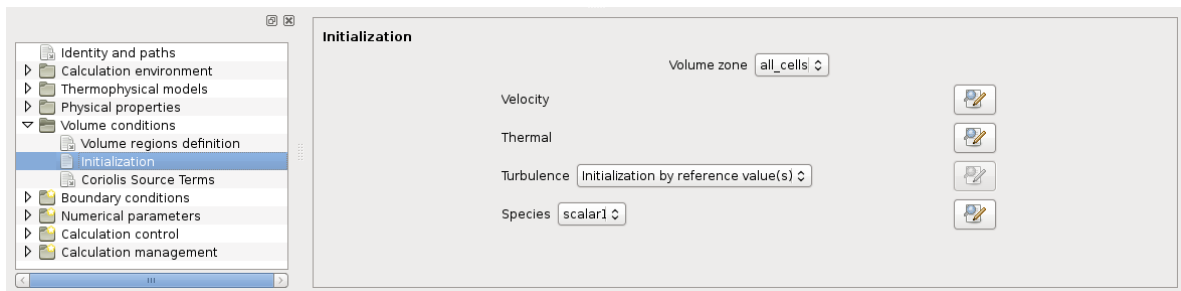 Identity and paths
Calculation environment
Thermophysical models
Physical properties
Volume conditions
Volume regions definition
Initialization
Coriolis Source Terms
Boundary conditions
Numerical parameters
Calculation control
Calculation management
Initialization
Volume zone all_cells
Velocity
Thermal
Turbulence Initialization by reference value(s)
Species scalar1